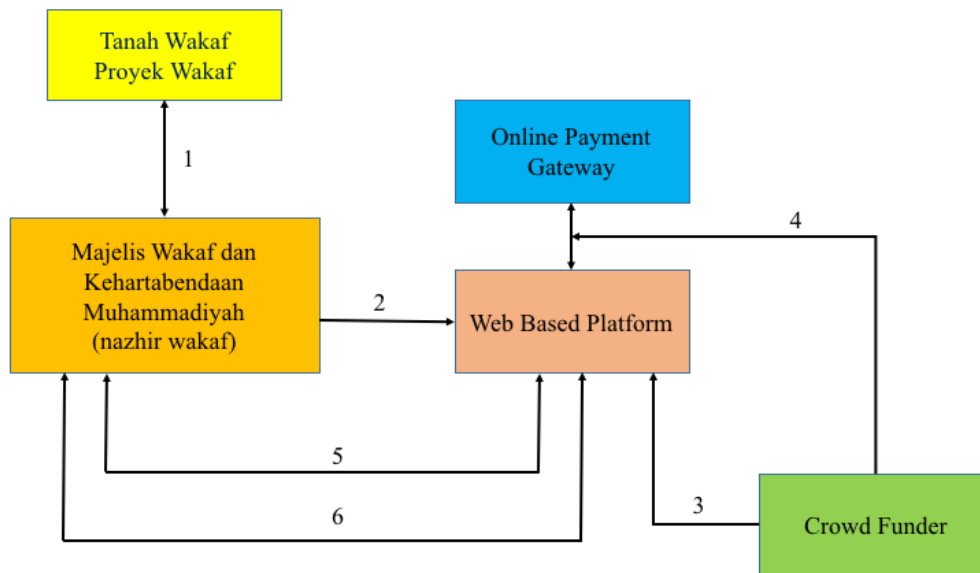 Tanah Wakaf
Proyek Wakaf
1
Online Payment
Gateway
4
Majelis Wakaf dan
Kehartabendaan
Muhammadiyah
(nazhir wakaf)
2
Web Based Platform
5
6
3
Crowd Funder